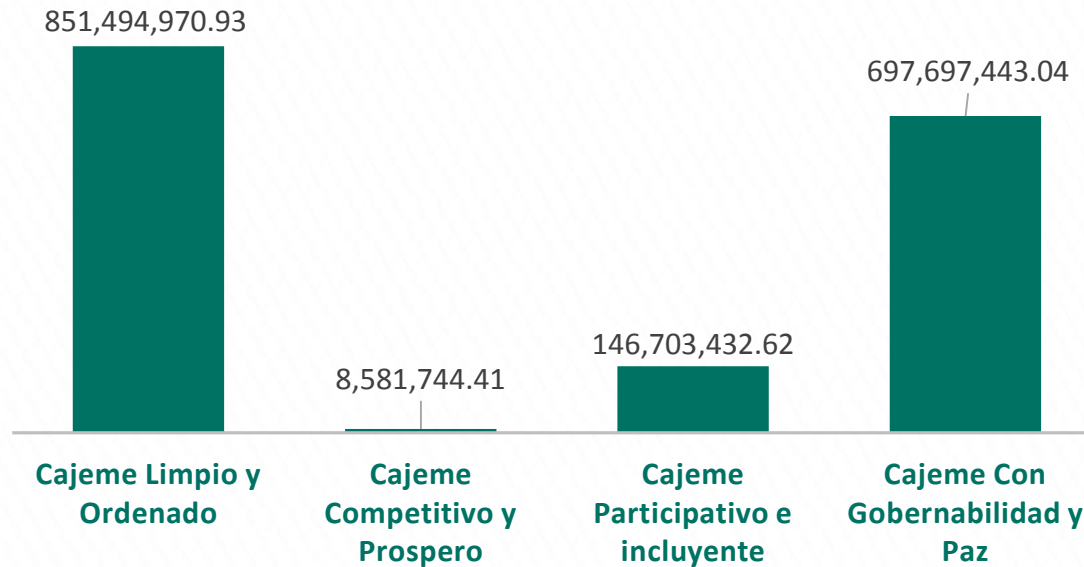 851,494,970.93
697,697,443.04
146,703,432.62
8,581,744.41
Cajeme Limpio y
Ordenado
Cajeme
Competitivo y
Prospero
Cajeme
Participativo e
incluyente
Cajeme Con
Gobernabilidad y
Paz